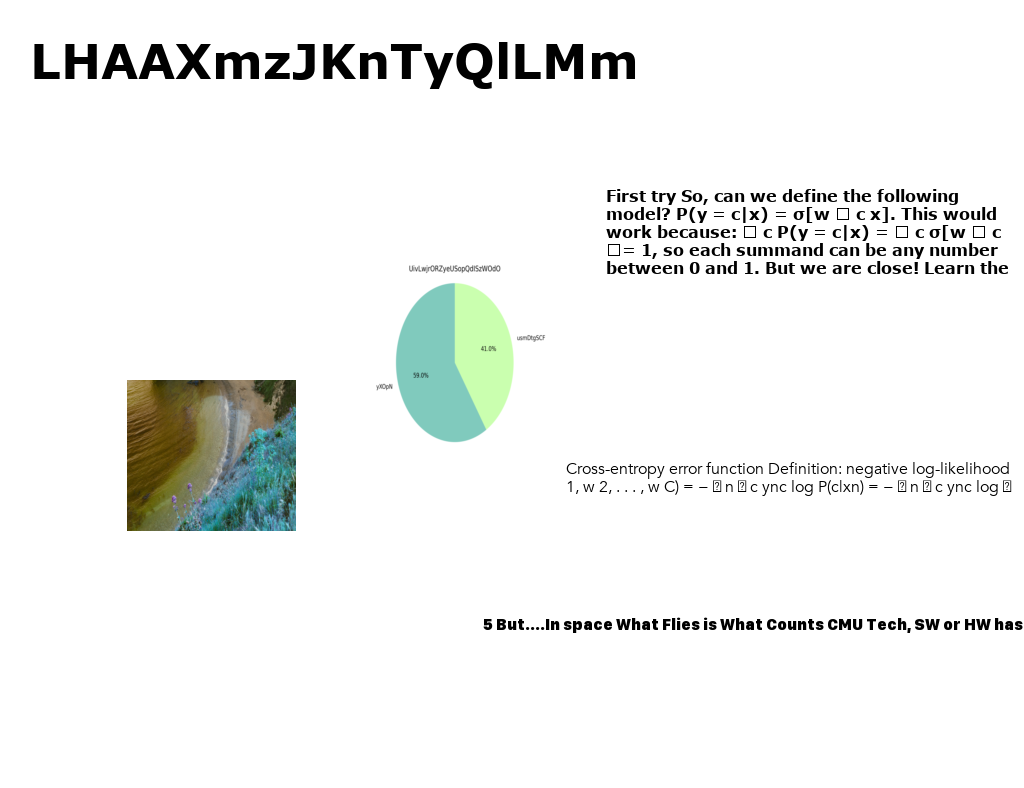 LHAAXmzJKnTyQlLMm
First try So, can we define the following
model? P(y = c|x) = σ[w □ c x]. This would
work because: □ c P(y = c|x) = □ c σ[w □ c
□= 1, so each summand can be any number
between 0 and 1. But we are close! Learn the
UivLwjrORZyeUSopQdISzWOdO
usmDtgSCF
41.0%
59.0%
yXOpN
Cross-entropy error function Definition: negative log-likelihood
1, w 2, . . . , w C) = − ⍰ n ⍰ c ync log P(c|xn) = − ⍰ n ⍰ c ync log ⍰
5 But....In space What Flies is What Counts CMU Tech, SW or HW has